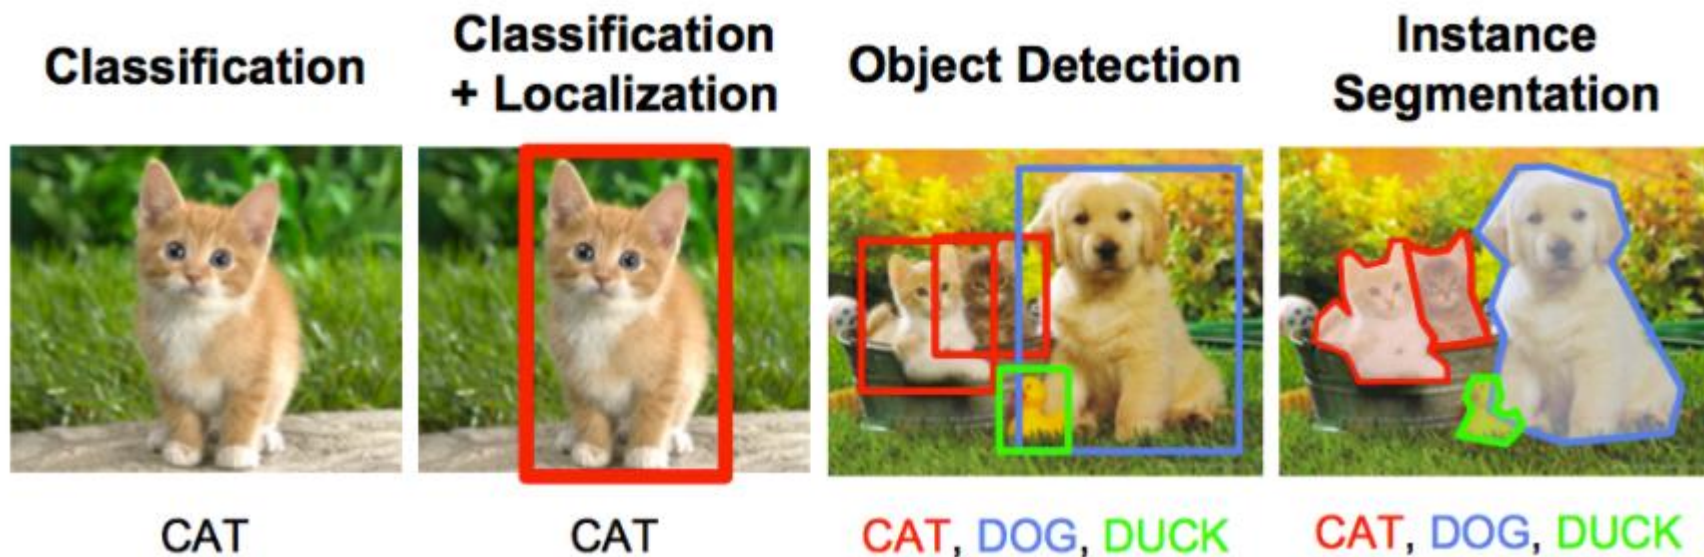 Classification
Classification
+ Localization
Object Detection
Instance
Segmentation
CAT
CAT
CAT, DOG, DUCK
CAT, DOG, DUCK